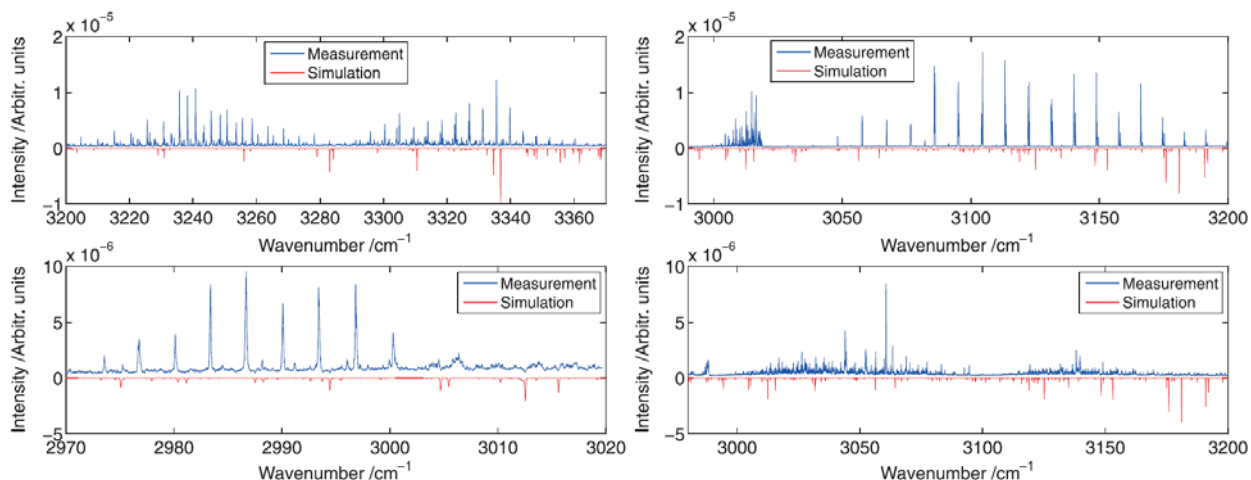 x 10⁻⁵
Intensity /Arbitr. units
2
1
0
−1
Measurement
Simulation
3200 3220 3240 3260 3280 3300 3320 3340 3360
Wavenumber /cm⁻¹
x 10⁻⁵
Intensity /Arbitr. units
2
1
0
−1
Measurement
Simulation
3000 3050 3100 3150 3200
Wavenumber /cm⁻¹
x 10⁻⁶
Intensity /Arbitr. units
10
5
0
−5
Measurement
Simulation
2970 2980 2990 3000 3010 3020
Wavenumber /cm⁻¹
x 10⁻⁶
Intensity /Arbitr. units
10
5
0
−5
Measurement
Simulation
3000 3050 3100 3150 3200
Wavenumber /cm⁻¹